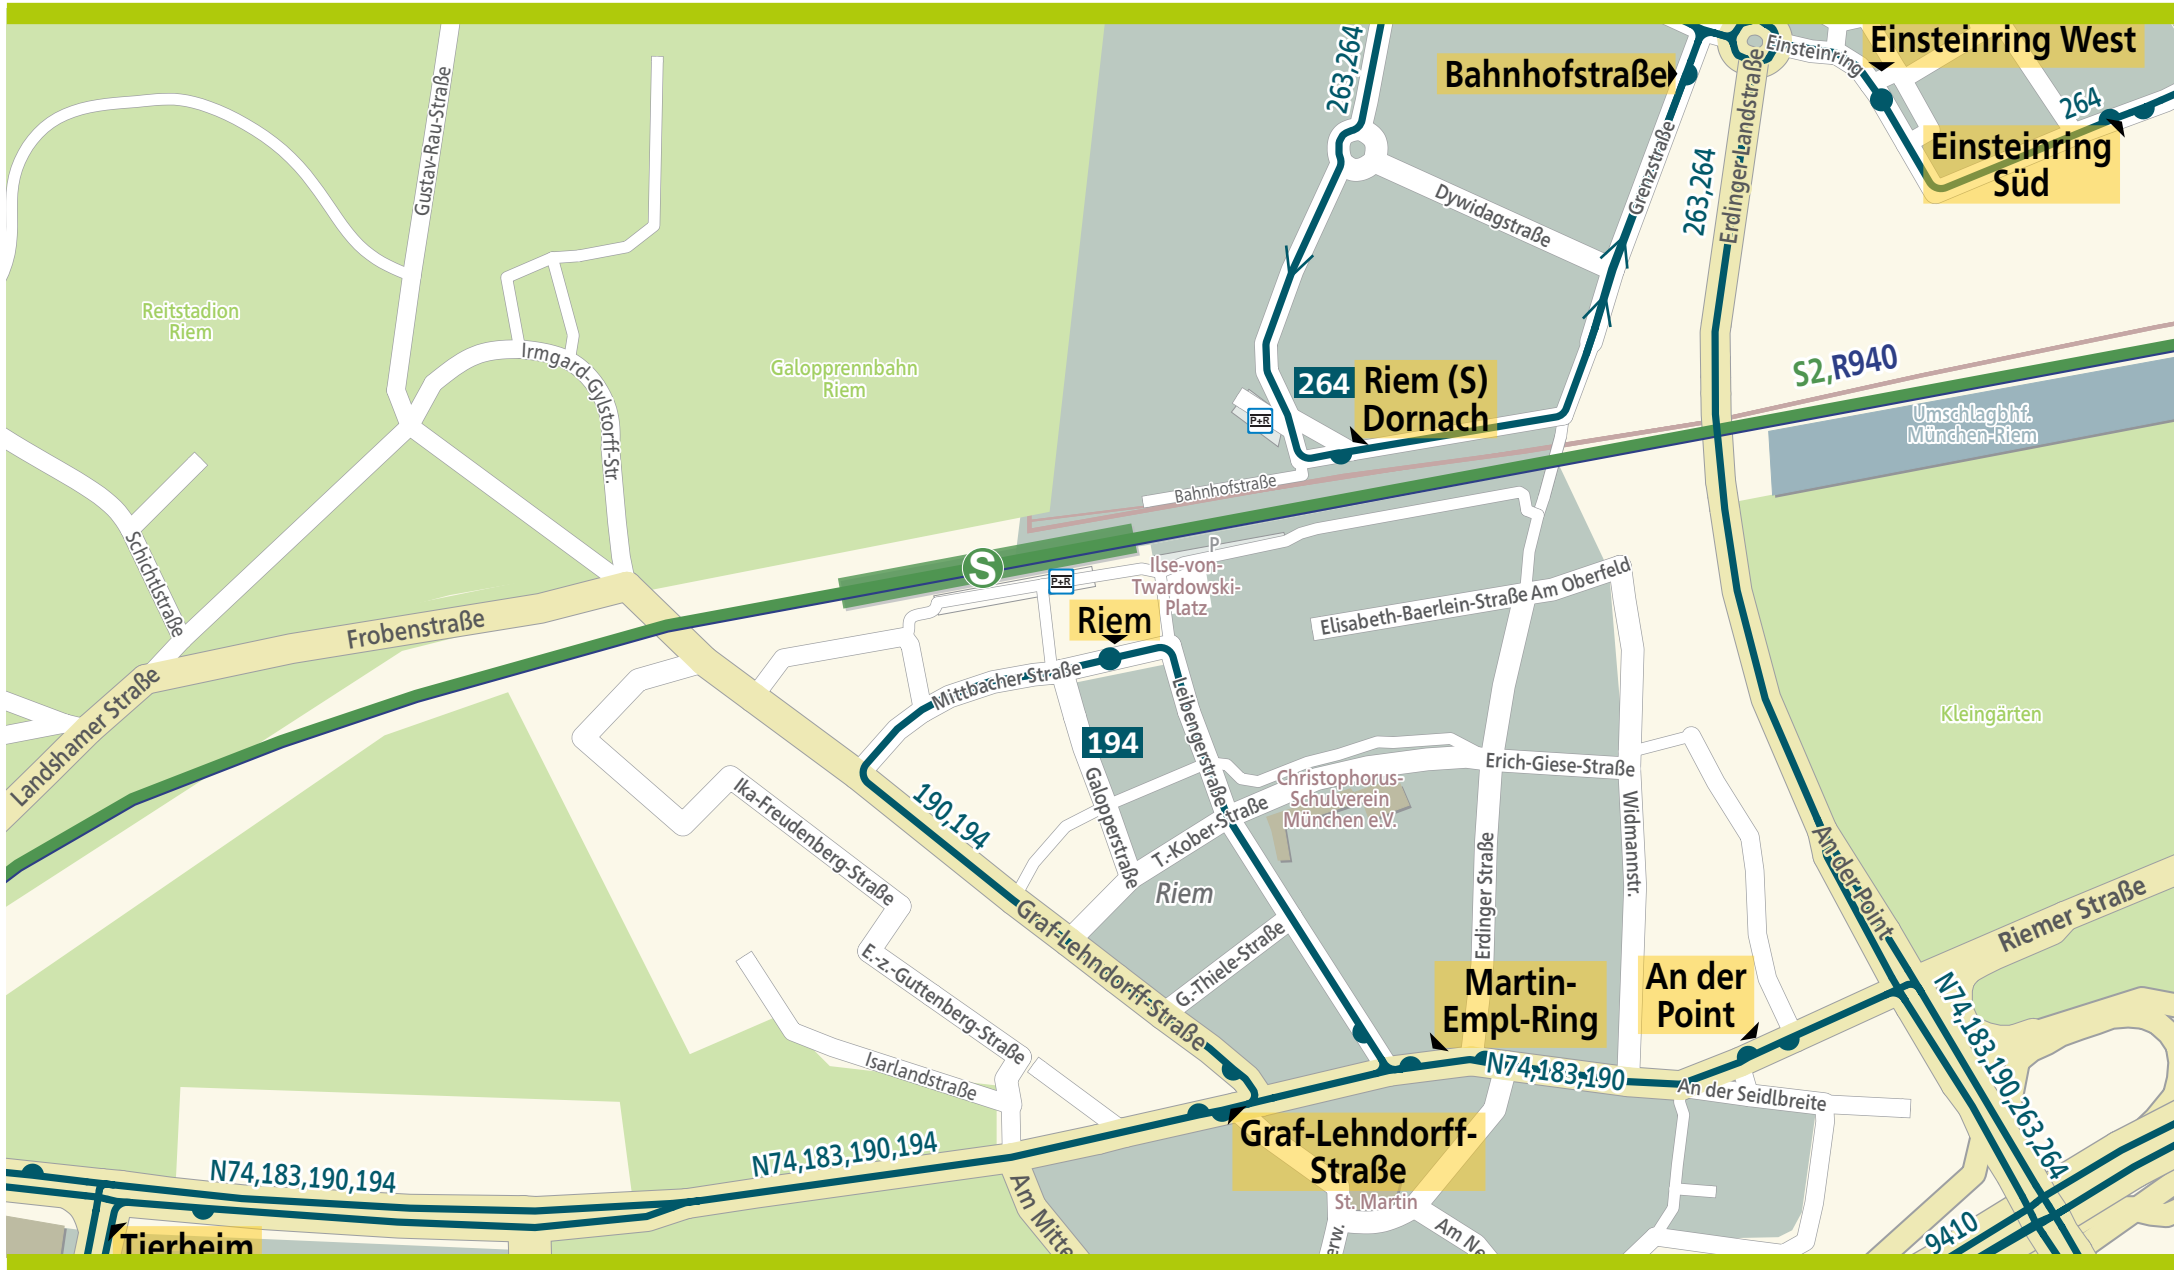 Einsteinring West
Bahnhofstraße
263,264
Gustav-Rau-Straße
Einsteinring
264
Einsteinring
Süd
Erdinger Landstraße
Grenzstraße
263,264
Dywidagstraße
Reitstadion
Riem
Irmgard-Gylstorff-Str.
Galopprennbahn
Riem
264
Riem (S)
Dornach
P+R
S2,R940
Umschlagbhf.
München-Riem
Bahnhofstraße
Schichtlstraße
S
P+R
P
Ilse-von-
Twardowski-
Platz
Riem
Elisabeth-Baerlein-Straße
Am Oberfeld
Frobenstraße
Landshamer Straße
Mittbacher Straße
Leibengerstraße
194
Kleingärten
190,194
Galopperstraße
Ika-Freudenberg-Straße
Christophorus-
Schulverein
München e.V.
Erich-Giese-Straße
T.-Kober-Straße
Widmannstr.
Erdinger Straße
An der Point
Riem
Riemer Straße
Graf-Lehndorff-Straße
G.-Thiele-Straße
E.-z.-Guttenberg-Straße
Isarlandstraße
Martin-
Empl-Ring
An der
Point
N74,183,190
N74,183,190,263,264
An der Seidlbreite
Graf-Lehndorff-
Straße
St. Martin
N74,183,190,194
N74,183,190,194
Am Mitte
erw.
Am Ne
9410
Tierheim